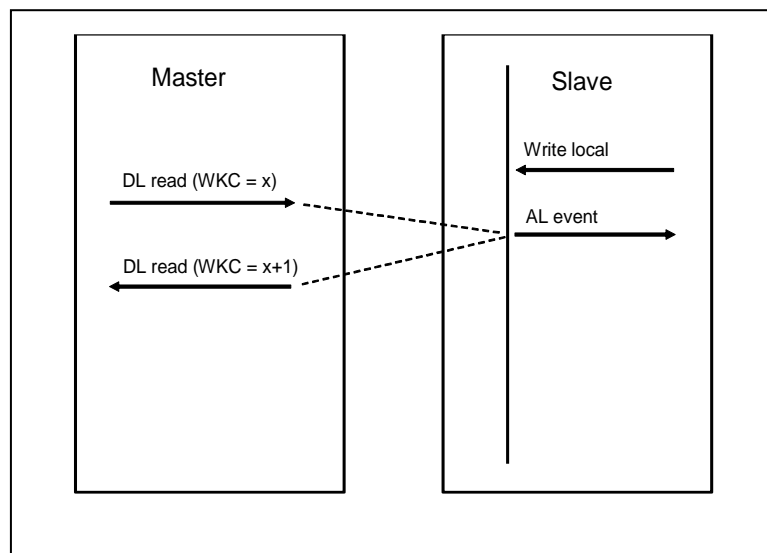 Master
Slave
Write local
DL read (WKC = x)
AL event
DL read (WKC = x+1)